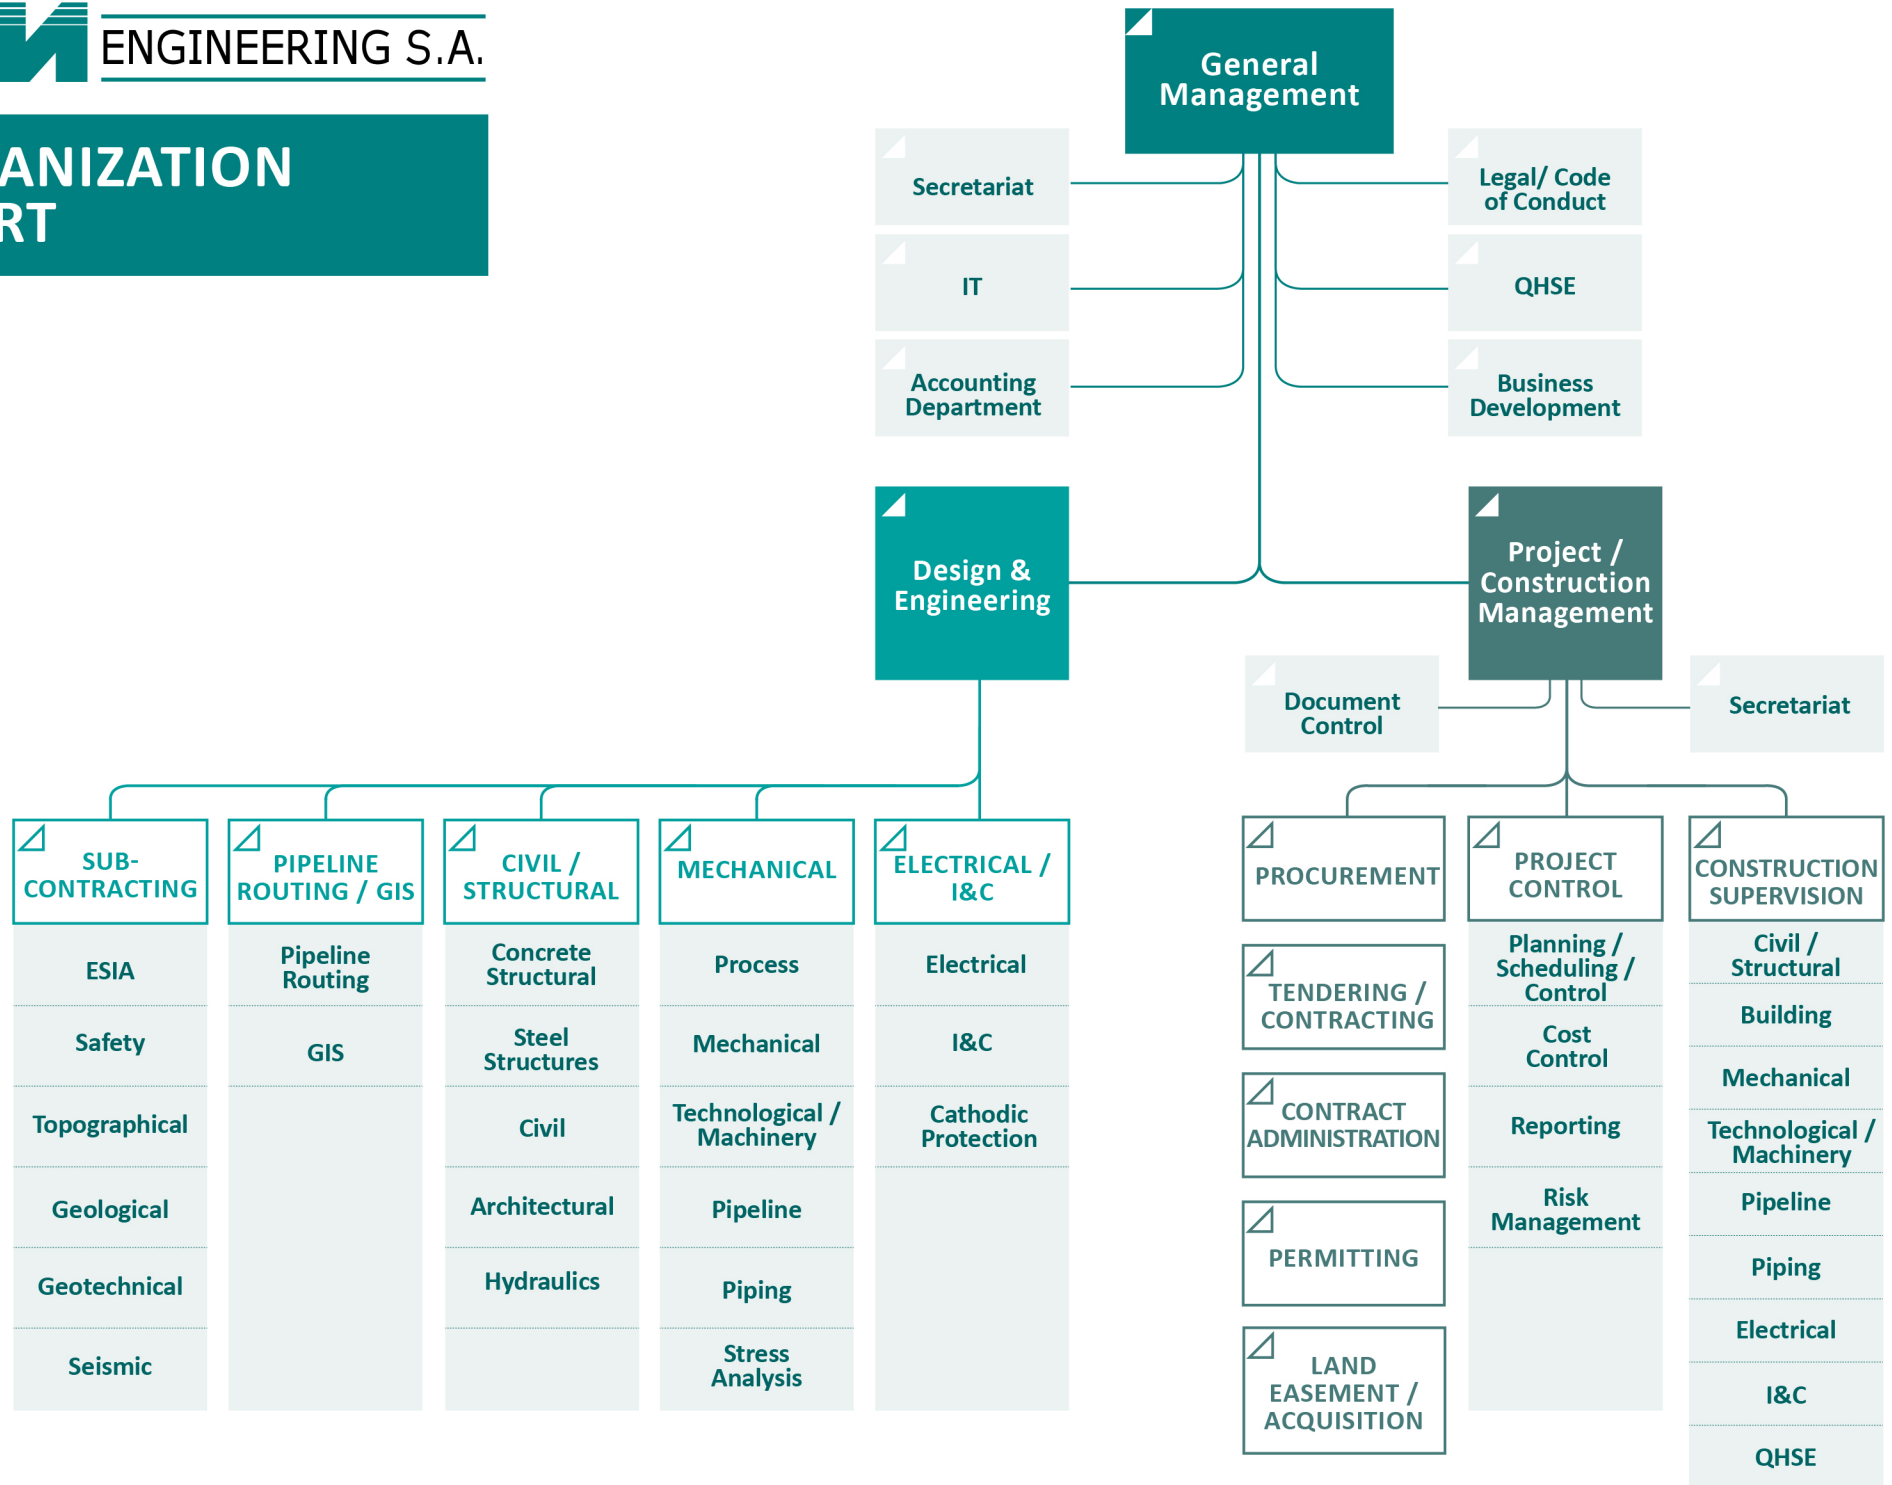 ENGINEERING S.A.
ANIZATION
RT
General
Management
Secretariat
Legal/ Code
of Conduct
IT
QHSE
Accounting
Department
Business
Development
Design &
Engineering
Project /
Construction
Management
Document
Control
Secretariat
SUB-
CONTRACTING
ESIA
Safety
Topographical
Geological
Geotechnical
Seismic
PIPELINE
ROUTING / GIS
Pipeline
Routing
GIS
CIVIL /
STRUCTURAL
Concrete
Structural
Steel
Structures
Civil
Architectural
Hydraulics
MECHANICAL
Process
Mechanical
Technological /
Machinery
Pipeline
Piping
Stress
Analysis
ELECTRICAL /
I&C
Electrical
I&C
Cathodic
Protection
PROCUREMENT
TENDERING /
CONTRACTING
CONTRACT
ADMINISTRATION
PERMITTING
LAND
EASEMENT /
ACQUISITION
PROJECT
CONTROL
Planning /
Scheduling /
Control
Cost
Control
Reporting
Risk
Management
CONSTRUCTION
SUPERVISION
Civil /
Structural
Building
Mechanical
Technological /
Machinery
Pipeline
Piping
Electrical
I&C
QHSE